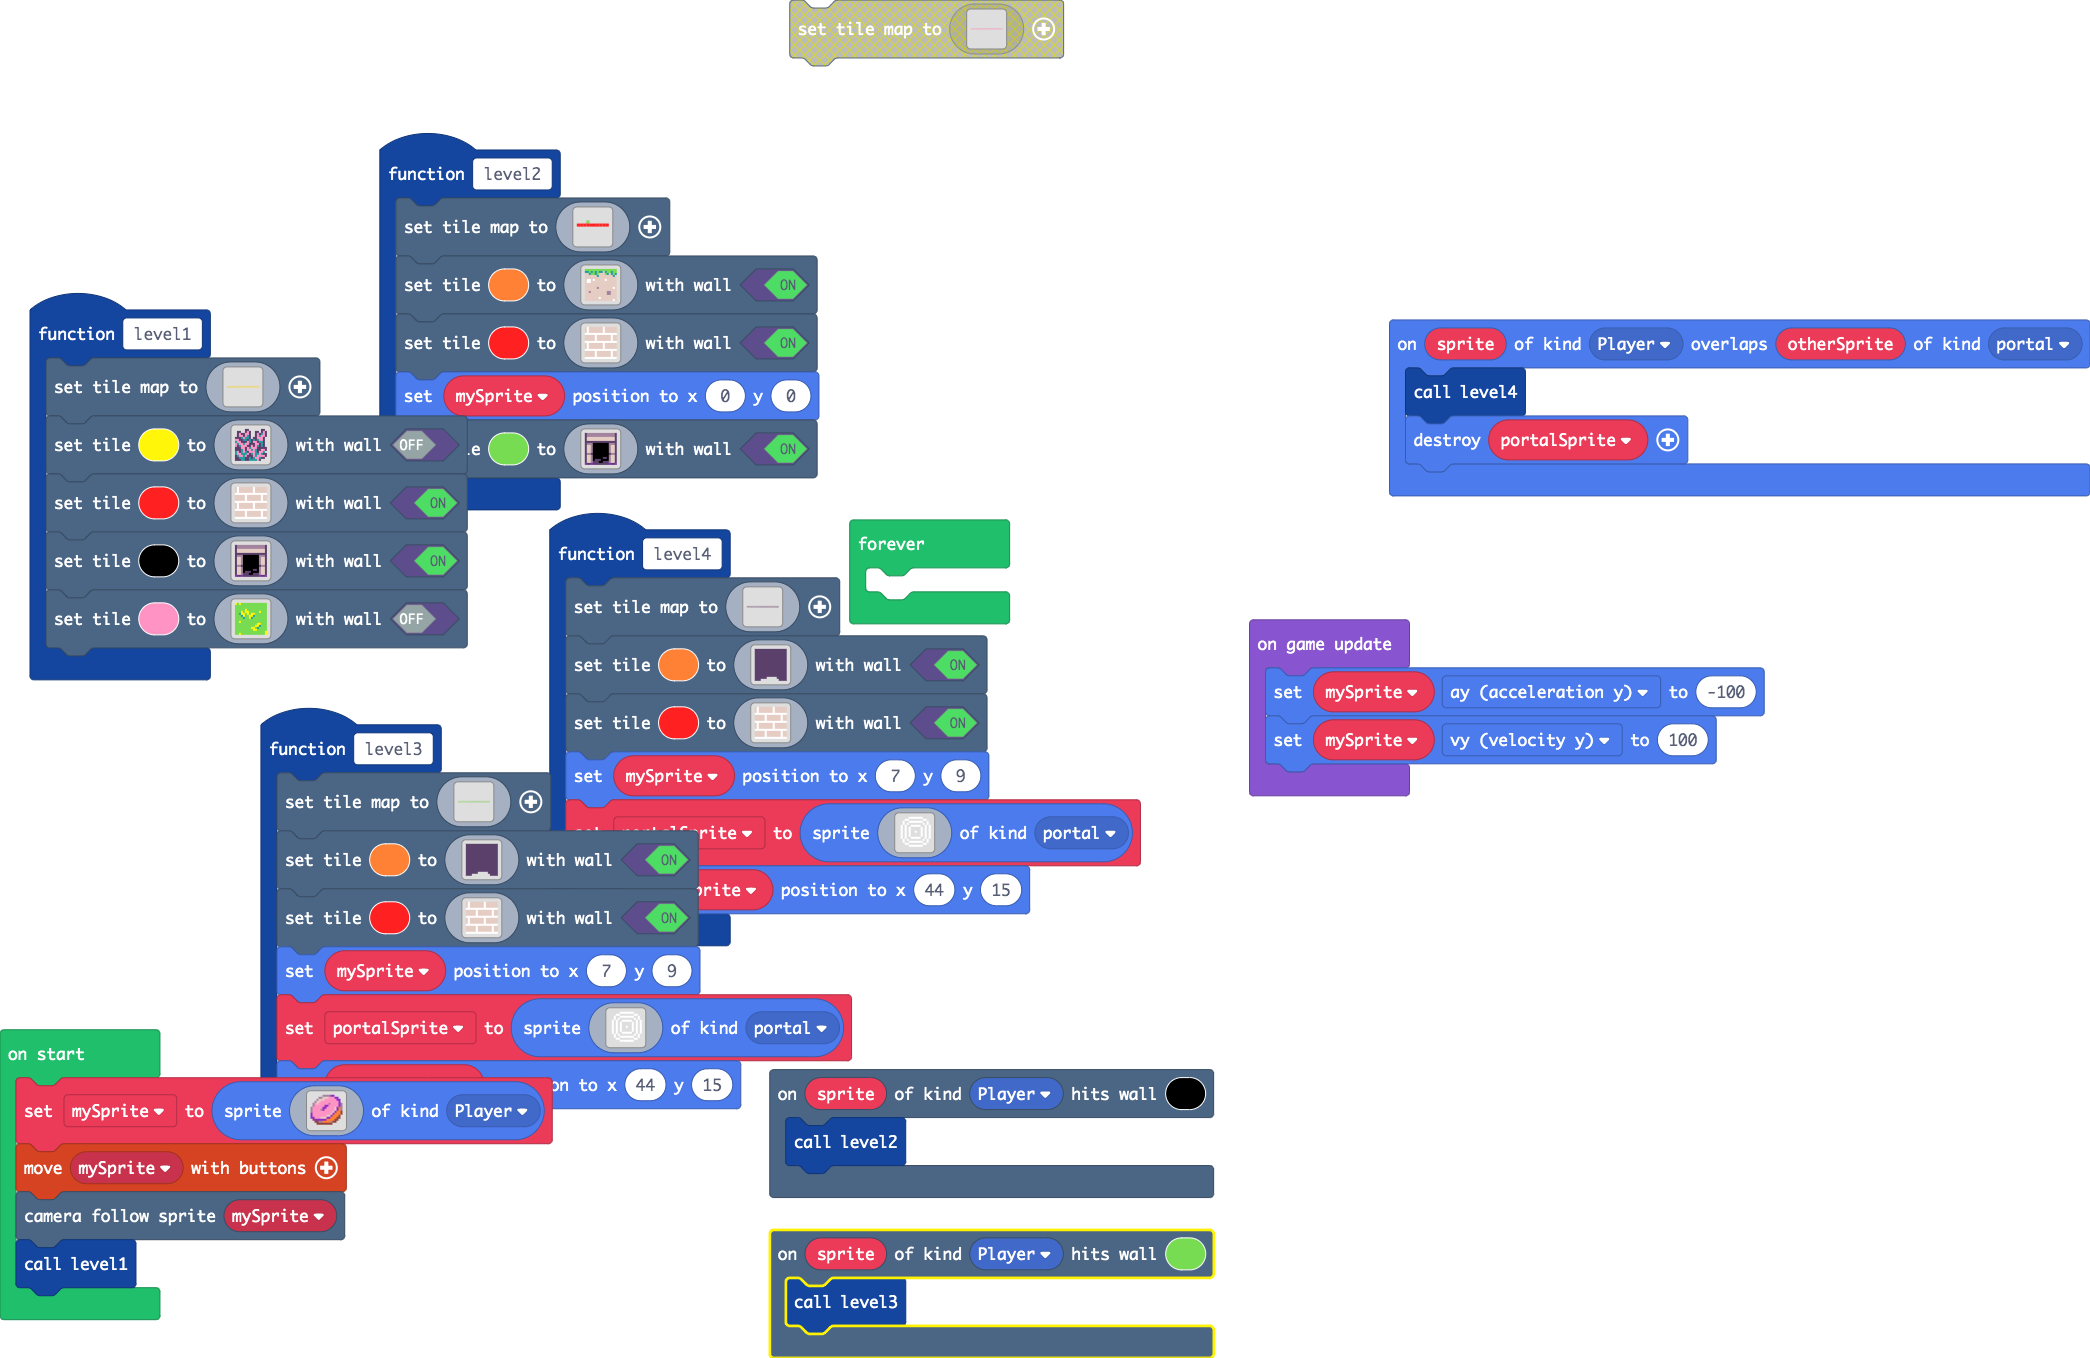 set tile map to
function level2
set tile map to
set tile to with wall ON
set tile to with wall ON
set mySprite position to x 0 y 0
to with wall ON
function level1
set tile map to
set tile to with wall OFF
set tile to with wall ON
set tile to with wall ON
set tile to with wall OFF
on sprite of kind Player overlaps otherSprite of kind portal
call level4
destroy portalSprite
function level4
set tile map to
set tile to with wall ON
set tile to with wall ON
set mySprite position to x 7 y 9
to sprite of kind portal
position to x 44 y 15
forever
on game update
set mySprite ay (acceleration y) to -100
set mySprite vy (velocity y) to 100
function level3
set tile map to
set tile to with wall ON
set tile to with wall ON
set mySprite position to x 7 y 9
set portalSprite to sprite of kind portal
to x 44 y 15
on start
set mySprite to sprite of kind Player
move mySprite with buttons
camera follow sprite mySprite
call level1
on sprite of kind Player hits wall
call level2
on sprite of kind Player hits wall
call level3